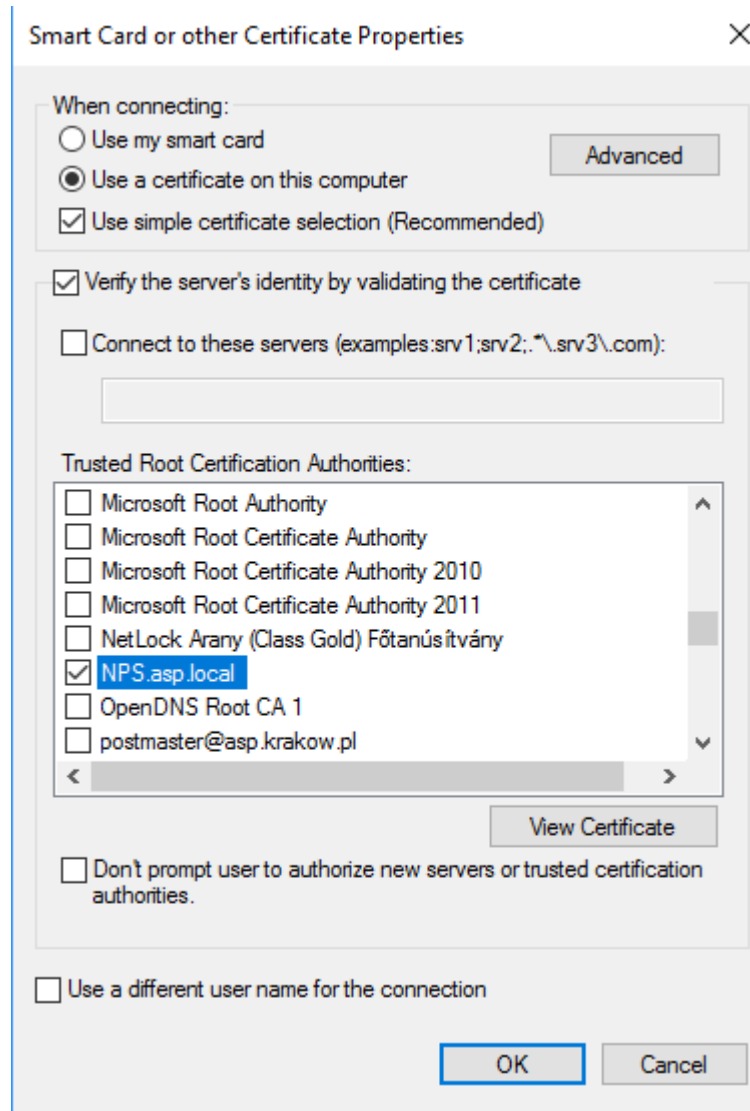 Smart Card or other Certificate Properties
When connecting:
Use my smart card
Advanced
Use a certificate on this computer
Use simple certificate selection (Recommended)
Verify the server's identity by validating the certificate
Connect to these servers (examples:srv1;srv2;.*\.srv3\.com):
Trusted Root Certification Authorities:
Microsoft Root Authority
Microsoft Root Certificate Authority
Microsoft Root Certificate Authority 2010
Microsoft Root Certificate Authority 2011
NetLock Arany (Class Gold) Főtanúsítvány
NPS.asp.local
OpenDNS Root CA 1
postmaster@asp.krakow.pl
View Certificate
Don't prompt user to authorize new servers or trusted certification
authorities.
Use a different user name for the connection
OK
Cancel